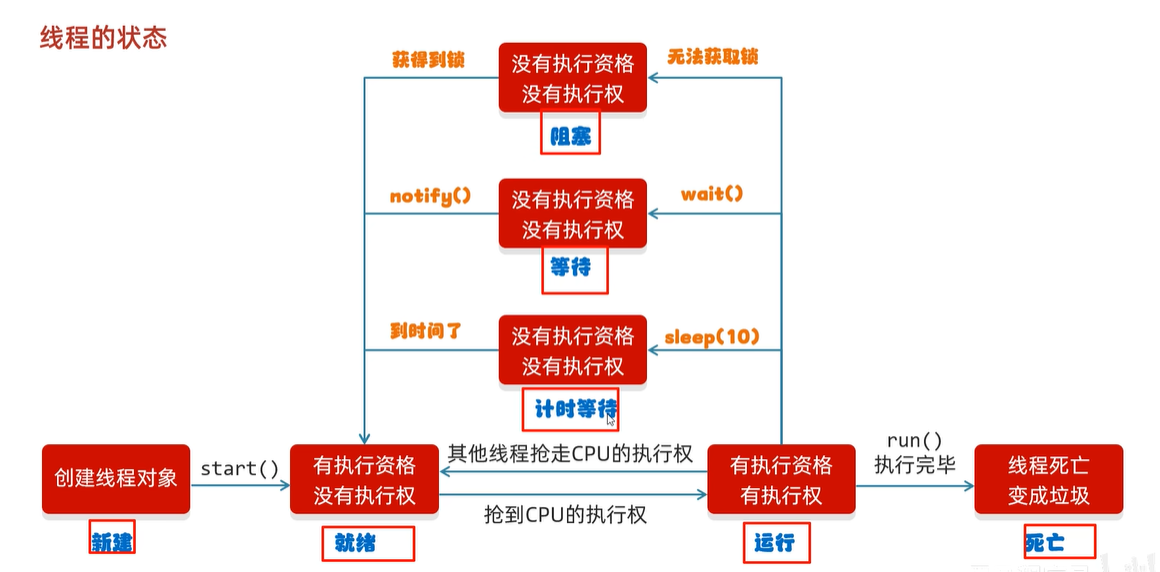 线程的状态
获得到锁
没有执行资格
没有执行权
无法获取锁
阻塞
notify()
没有执行资格
没有执行权
wait()
等待
到时间了
没有执行资格
没有执行权
sleep(10)
计时等待
创建线程对象
start()
有执行资格
没有执行权
其他线程抢走CPU的执行权
抢到CPU的执行权
有执行资格
有执行权
run()
执行完毕
线程死亡
变成垃圾
新建
就绪
运行
死亡